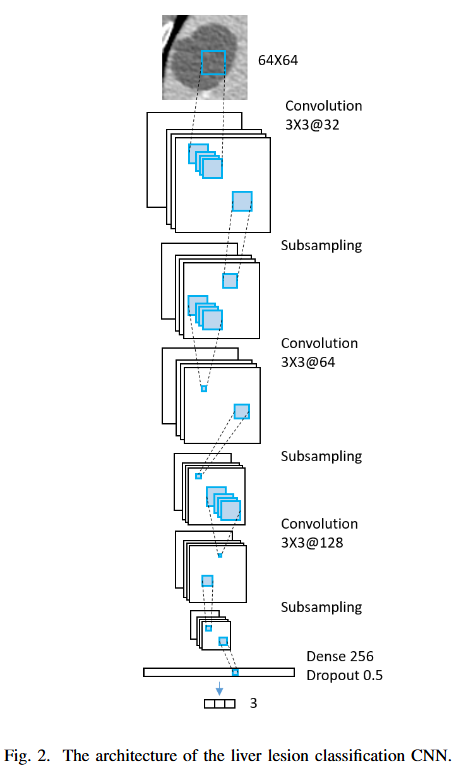 64X64
Convolution
3X3@32
Subsampling
Convolution
3X3@64
Subsampling
Convolution
3X3@128
Subsampling
Dense 256
Dropout 0.5
3
Fig. 2. The architecture of the liver lesion classification CNN.